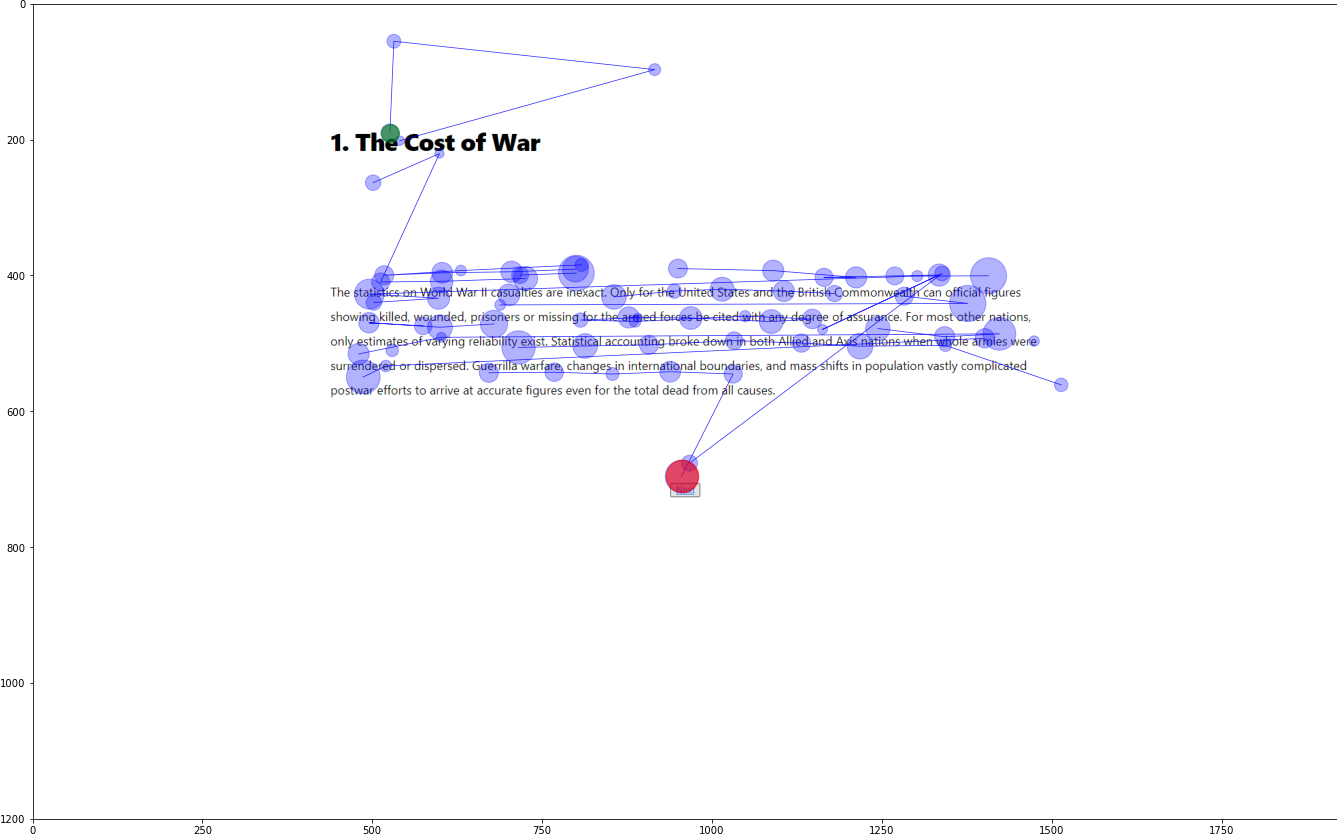 1. The Cost of War
The statistics on World War II casualties are inexact. Only for the United States and the British Commonwealth can official figures
showing killed, wounded, prisoners or missing for the armed forces be cited with any degree of assurance. For most other nations,
only estimates of varying reliability exist. Statistical accounting broke down in both Allied and Axis nations when whole armies were
surrendered or dispersed. Guerrilla warfare, changes in international boundaries, and mass shifts in population vastly complicated
postwar efforts to arrive at accurate figures even for the total dead from all causes.
Next
0
200
400
600
800
1000
1200
0 250 500 750 1000 1250 1500 1750